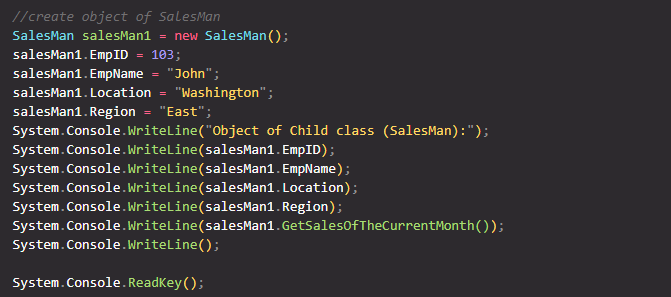 //create object of SalesMan
SalesMan salesMan1 = new SalesMan();
salesMan1.EmpID = 103;
salesMan1.EmpName = "John";
salesMan1.Location = "Washington";
salesMan1.Region = "East";
System.Console.WriteLine("Object of Child class (SalesMan):");
System.Console.WriteLine(salesMan1.EmpID);
System.Console.WriteLine(salesMan1.EmpName);
System.Console.WriteLine(salesMan1.Location);
System.Console.WriteLine(salesMan1.Region);
System.Console.WriteLine(salesMan1.GetSalesOfTheCurrentMonth());
System.Console.WriteLine();
System.Console.ReadKey();